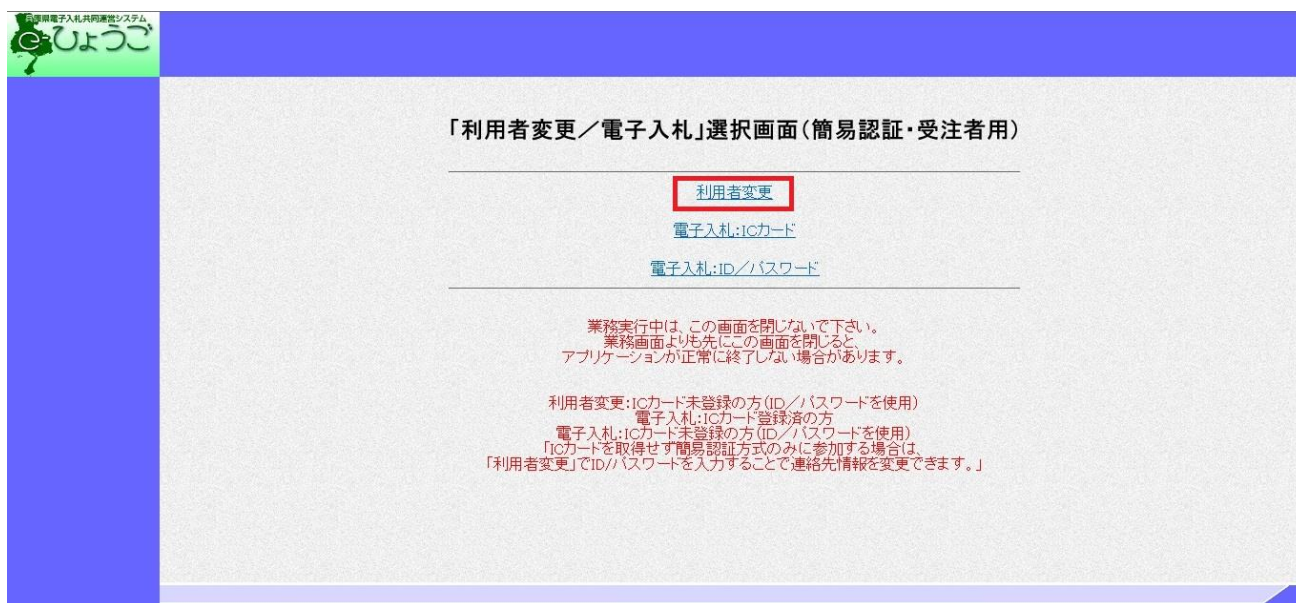 兵庫県電子入札共同運営システム
e-ひょうご
「利用者変更／電子入札」選択画面(簡易認証・受注者用)
利用者変更
電子入札:ICカード
電子入札:ID／パスワード
業務実行中は、この画面を閉じないで下さい。
業務画面よりも先にこの画面を閉じると、
アプリケーションが正常に終了しない場合があります。
利用者変更:ICカード未登録の方(ID／パスワードを使用)
電子入札:ICカード登録済の方
電子入札:ICカード未登録の方(ID／パスワードを使用)
「ICカードを取得せず簡易認証方式のみに参加する場合は、
「利用者変更」でID/パスワードを入力することで連絡先情報を変更できます。」